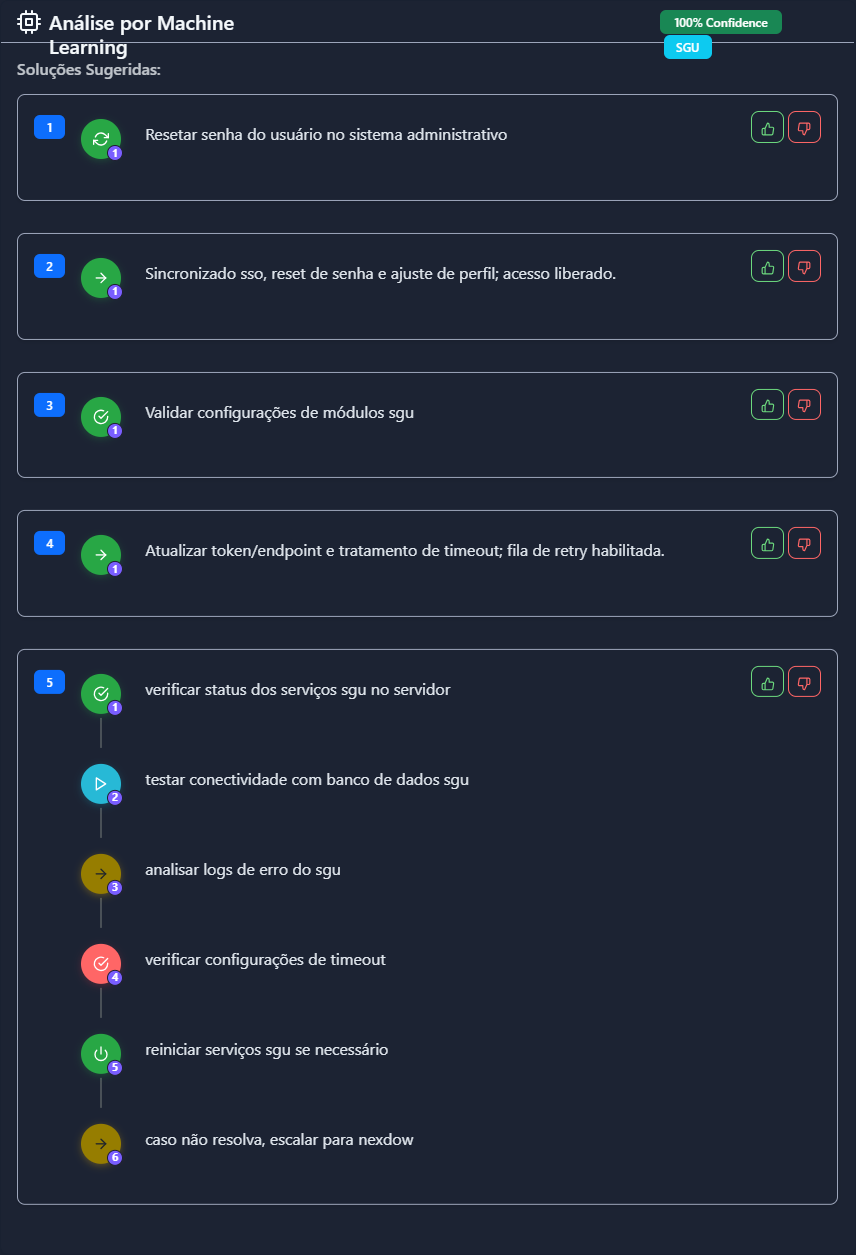 Análise por Machine
Learning
100% Confidence
SGU
Soluções Sugeridas:
1
1
Resetar senha do usuário no sistema administrativo
2
1
Sincronizado sso, reset de senha e ajuste de perfil; acesso liberado.
3
1
Validar configurações de módulos sgu
4
1
Atualizar token/endpoint e tratamento de timeout; fila de retry habilitada.
5
1
verificar status dos serviços sgu no servidor
2
testar conectividade com banco de dados sgu
3
analisar logs de erro do sgu
4
verificar configurações de timeout
5
reiniciar serviços sgu se necessário
6
caso não resolva, escalar para nexdow